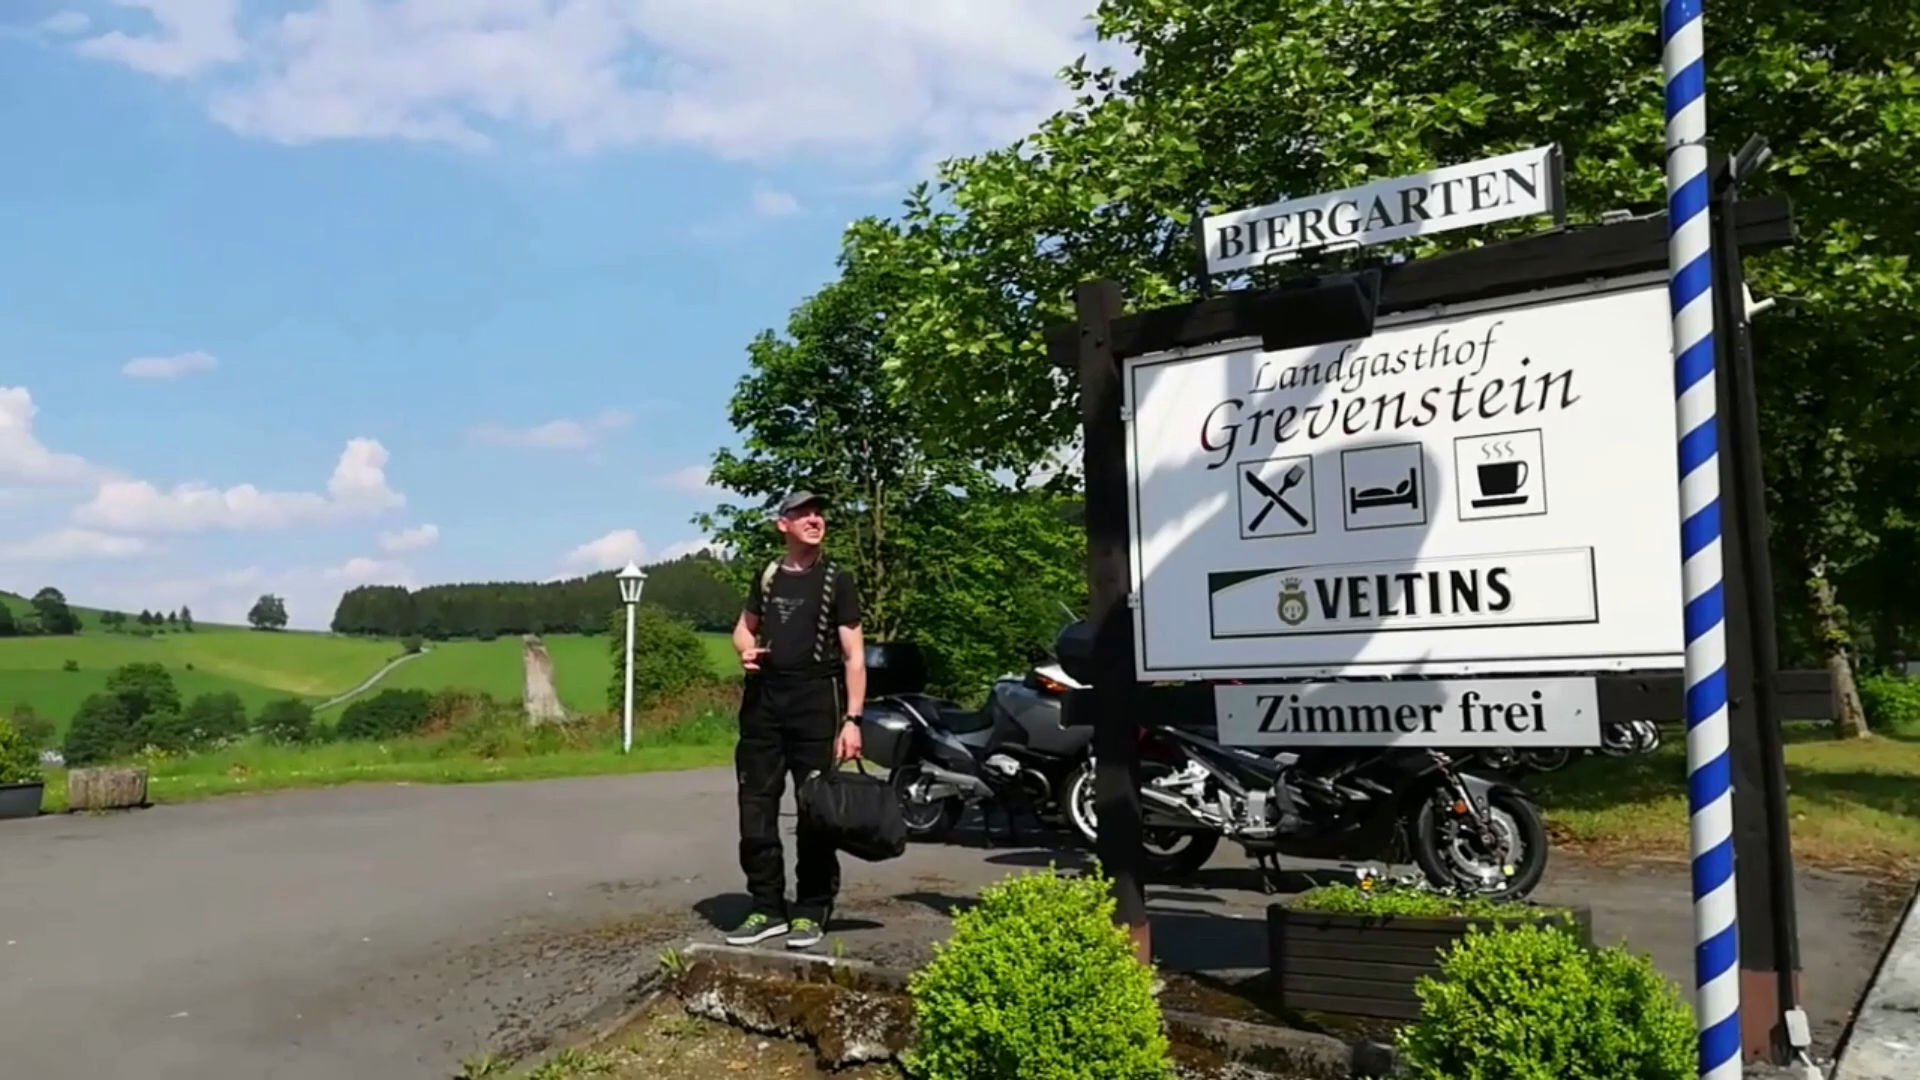 BIERGARTEN
Landgasthof
Grevenstein
VELTINS
Zimmer frei